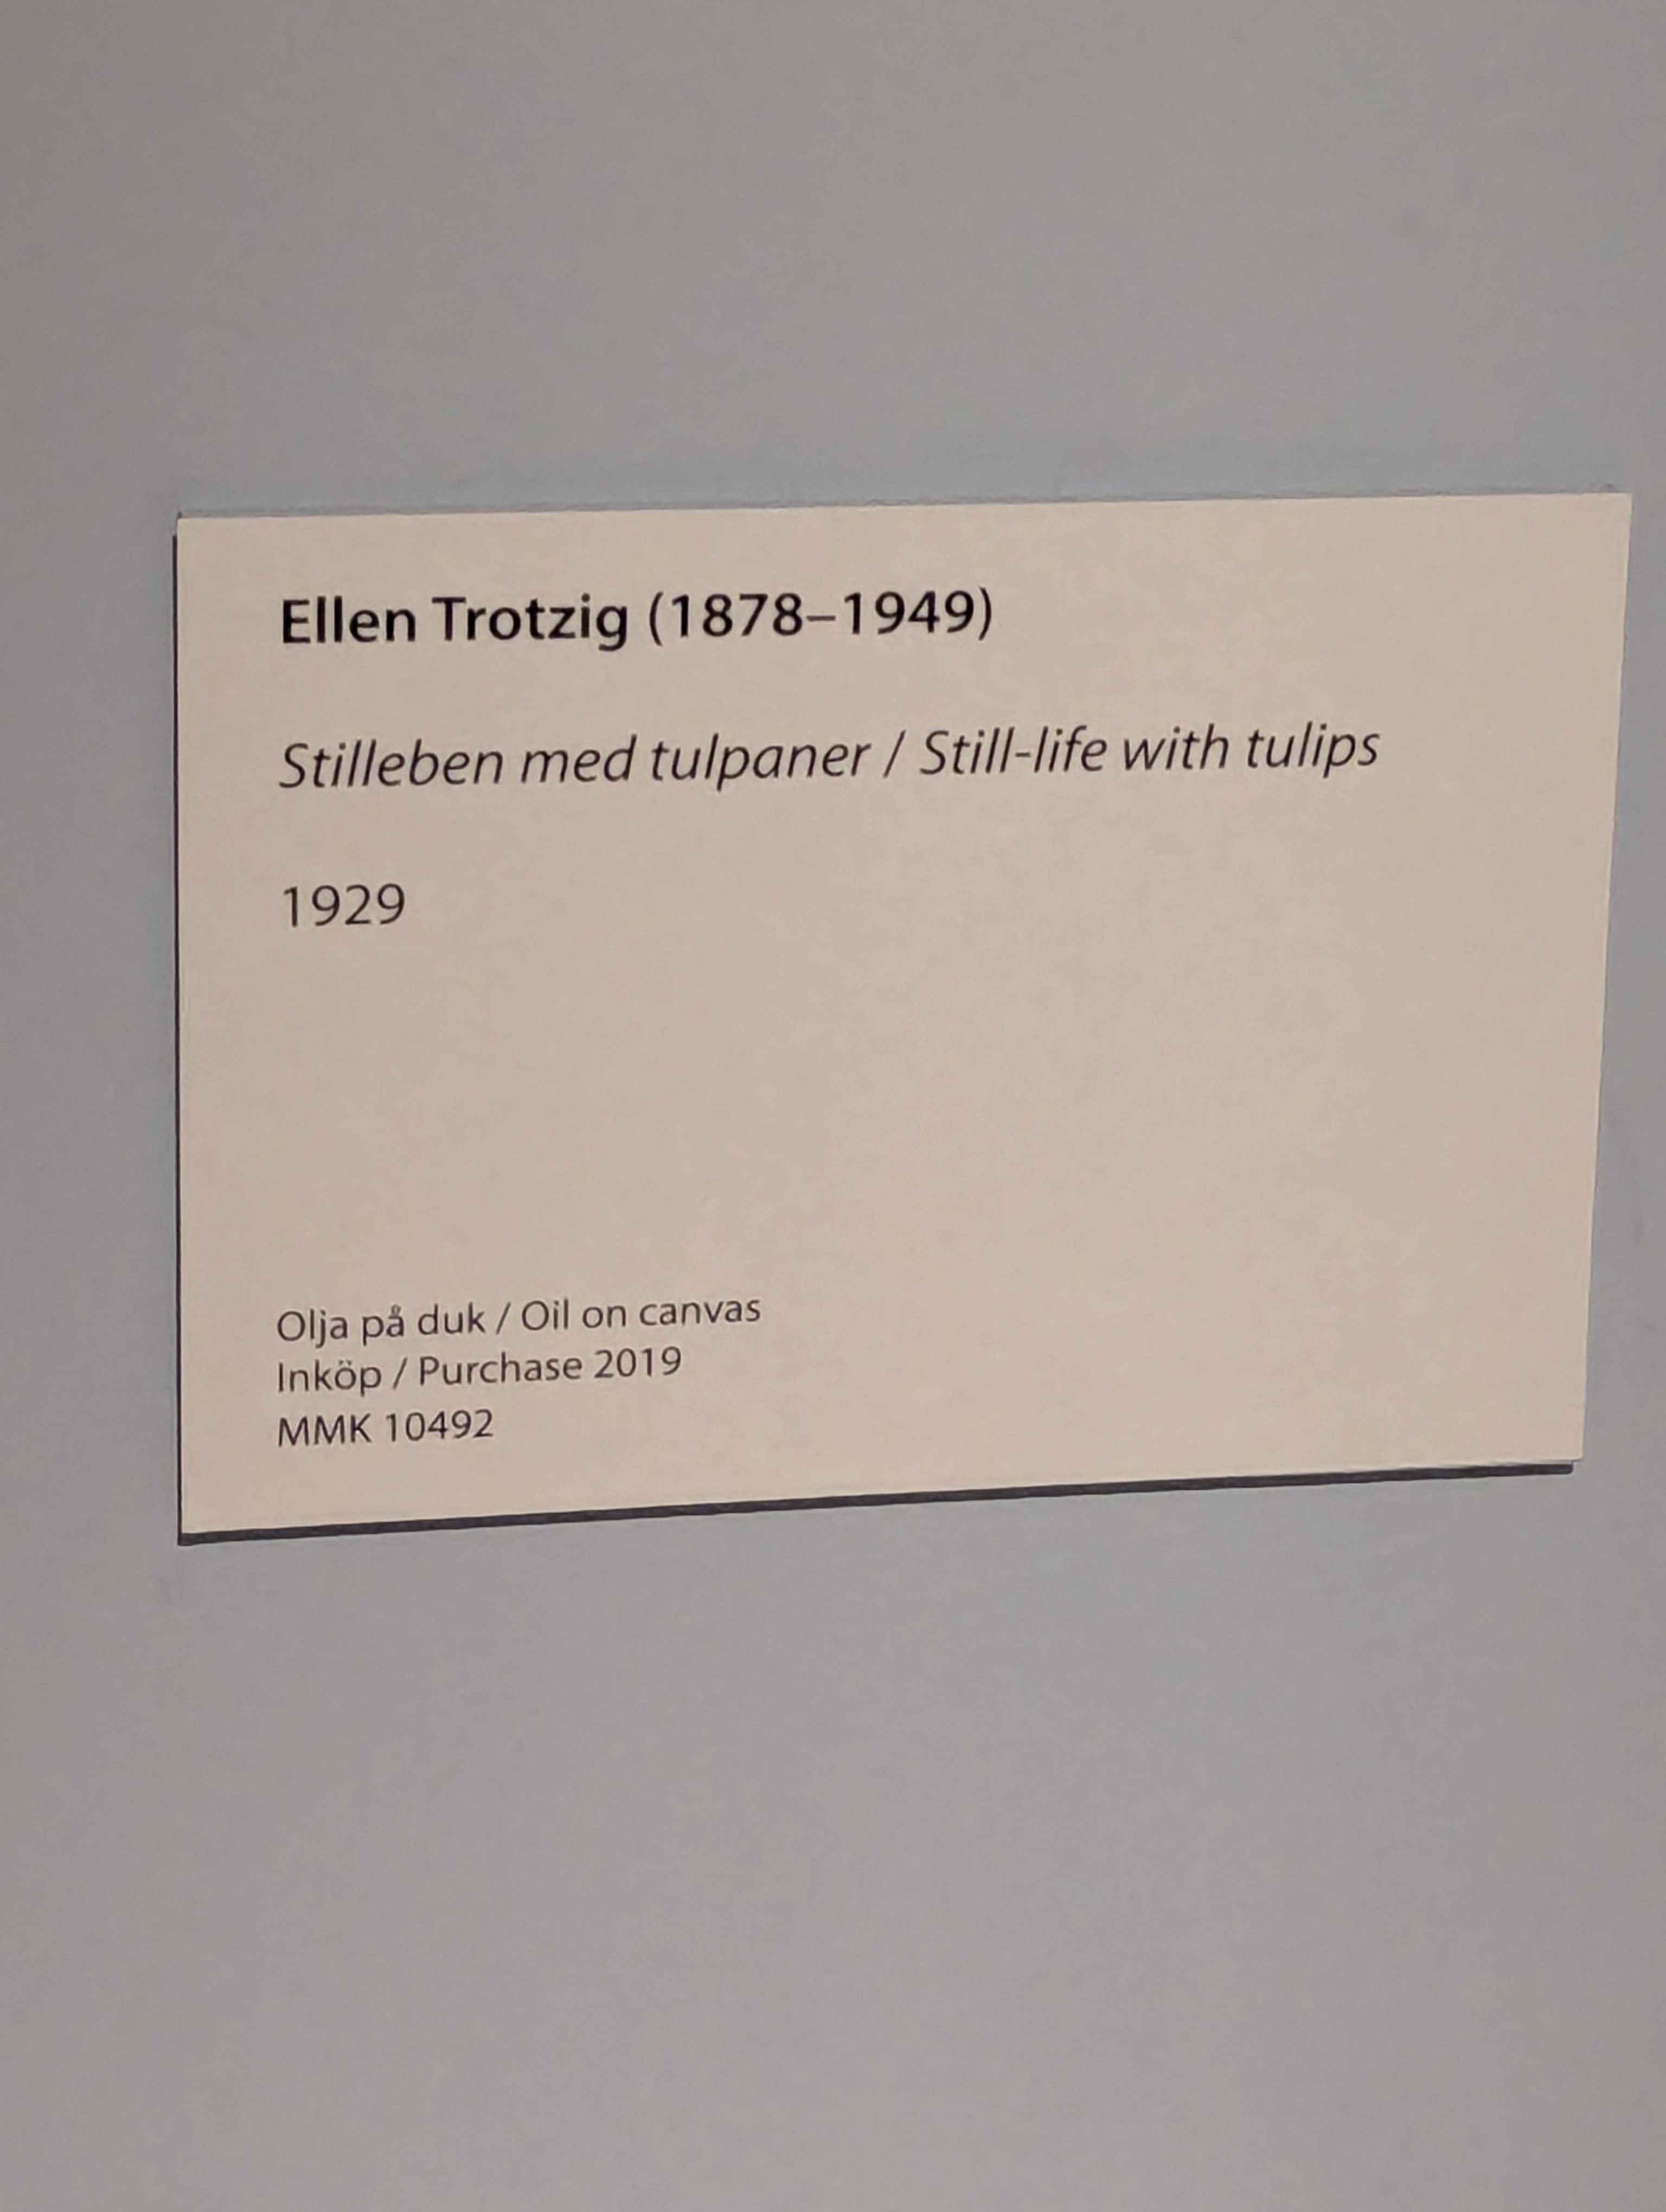 Ellen Trotzig (1878–1949)
Stilleben med tulpaner / Still-life with tulips
1929
Olja på duk / Oil on canvas
Inköp / Purchase 2019
MMK 10492